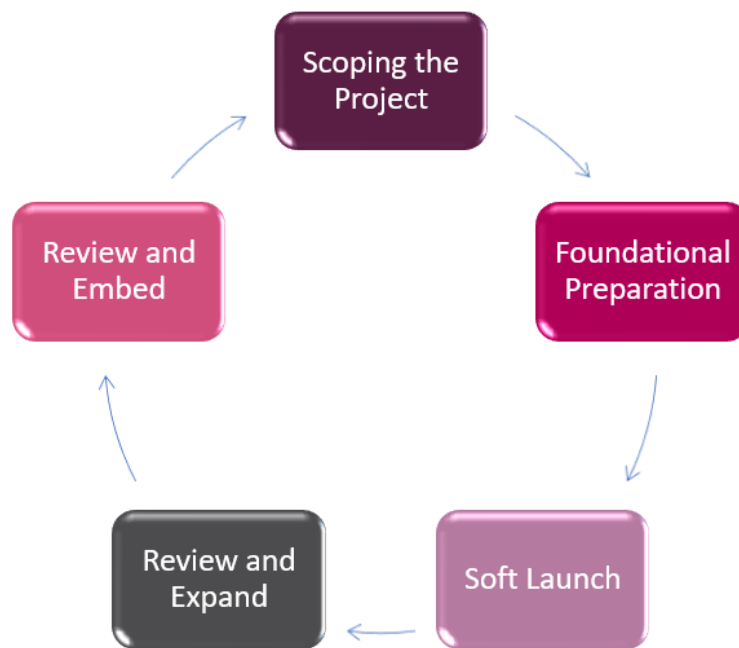 Scoping the
Project
Foundational
Preparation
Soft Launch
Review and
Expand
Review and
Embed